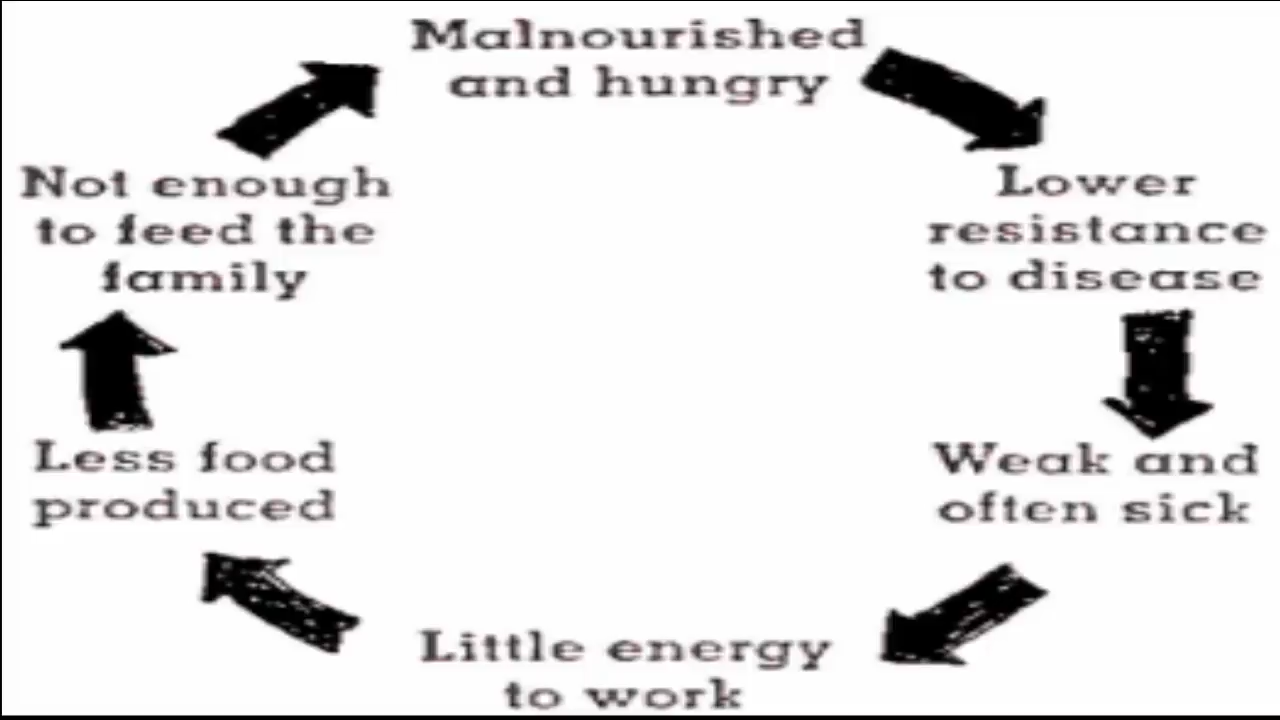 Malnourished
and hungry
Lower
resistance
to disease
Weak and
often sick
Little energy
to work
Less food
produced
Not enough
to feed the
family